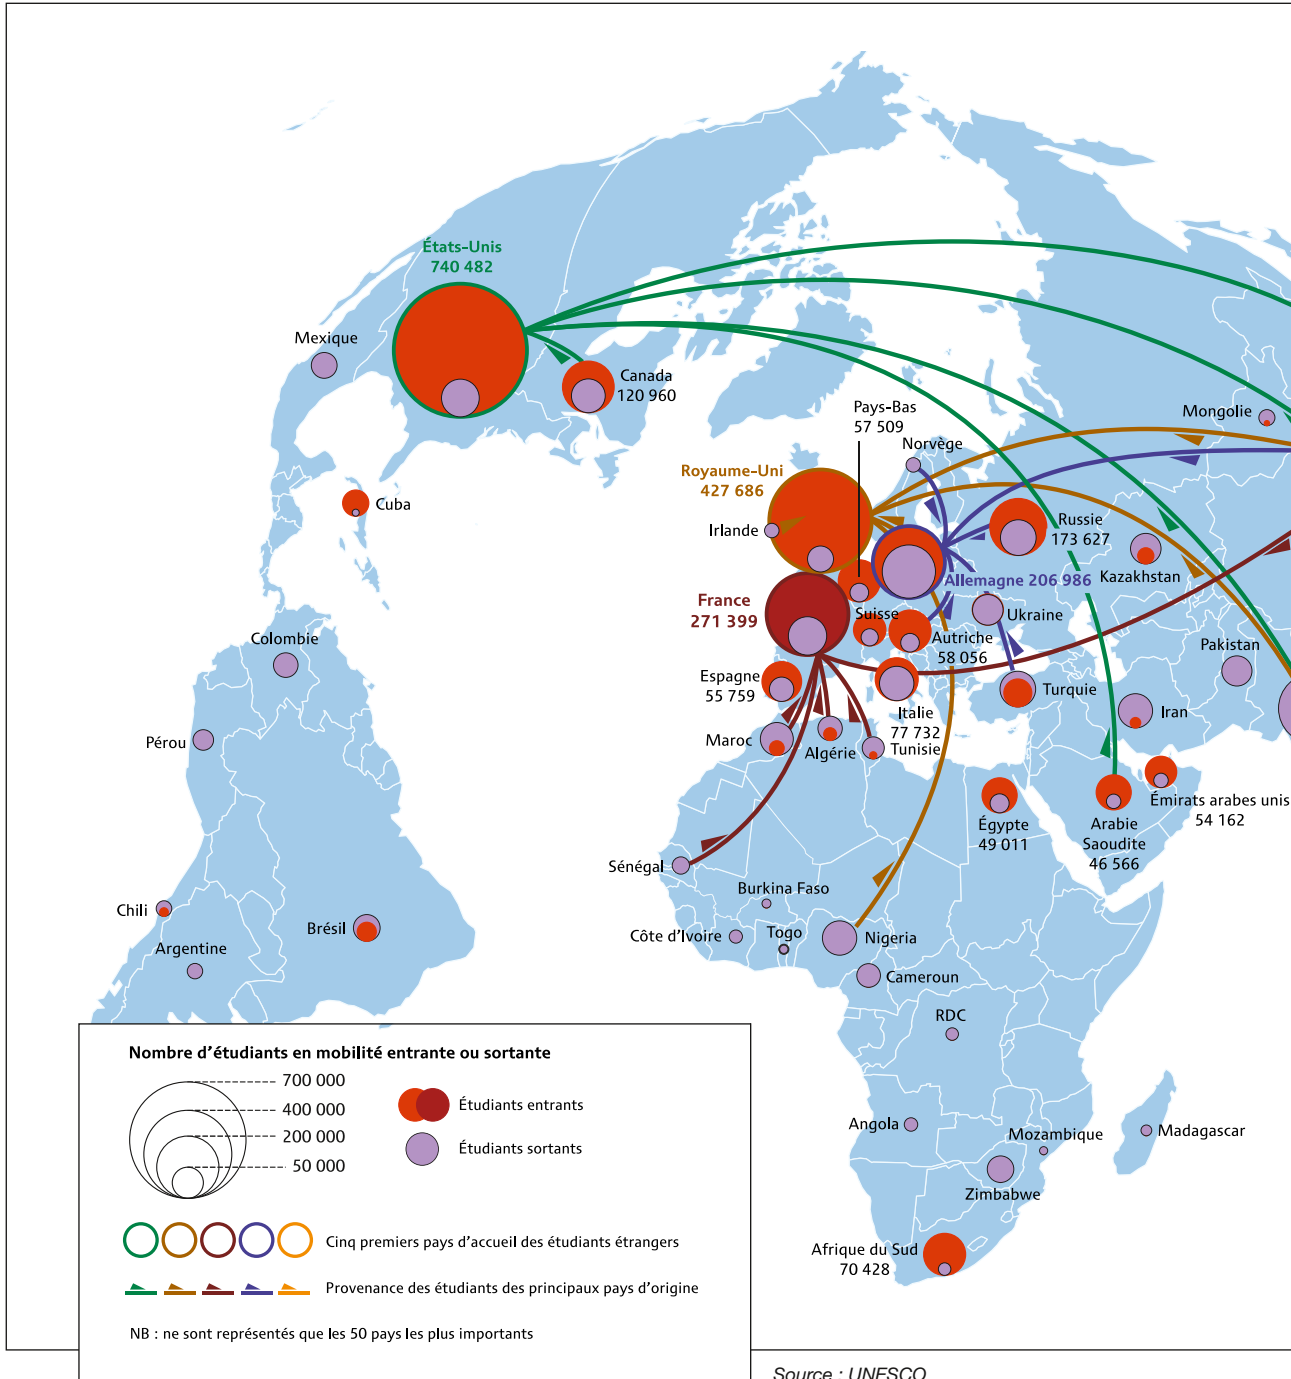 États-Unis
740 482
Mexique
Canada
120 960
Pays-Bas
57 509
Mongolie
Norvège
Royaume-Uni
427 686
Cuba
Irlande
Russie
173 627
Kazakhstan
Allemagne 206 986
France
271 399
Suisse
Ukraine
Autriche
58 056
Colombie
Pakistan
Espagne
55 759
Turquie
Iran
Italie
77 732
Pérou
Maroc
Algérie
Tunisie
Émirats arabes unis
54 162
Égypte
49 011
Arabie
Saoudite
46 566
Sénégal
Burkina Faso
Chili
Brésil
Côte d'Ivoire
Togo
Nigeria
Argentine
Cameroun
RDC
Angola
Mozambique
Madagascar
Zimbabwe
Afrique du Sud
70 428
Nombre d'étudiants en mobilité entrante ou sortante
700 000
400 000
200 000
50 000
Étudiants entrants
Étudiants sortants
Cinq premiers pays d'accueil des étudiants étrangers
Provenance des étudiants des principaux pays d'origine
NB : ne sont représentés que les 50 pays les plus importants
Source : UNESCO